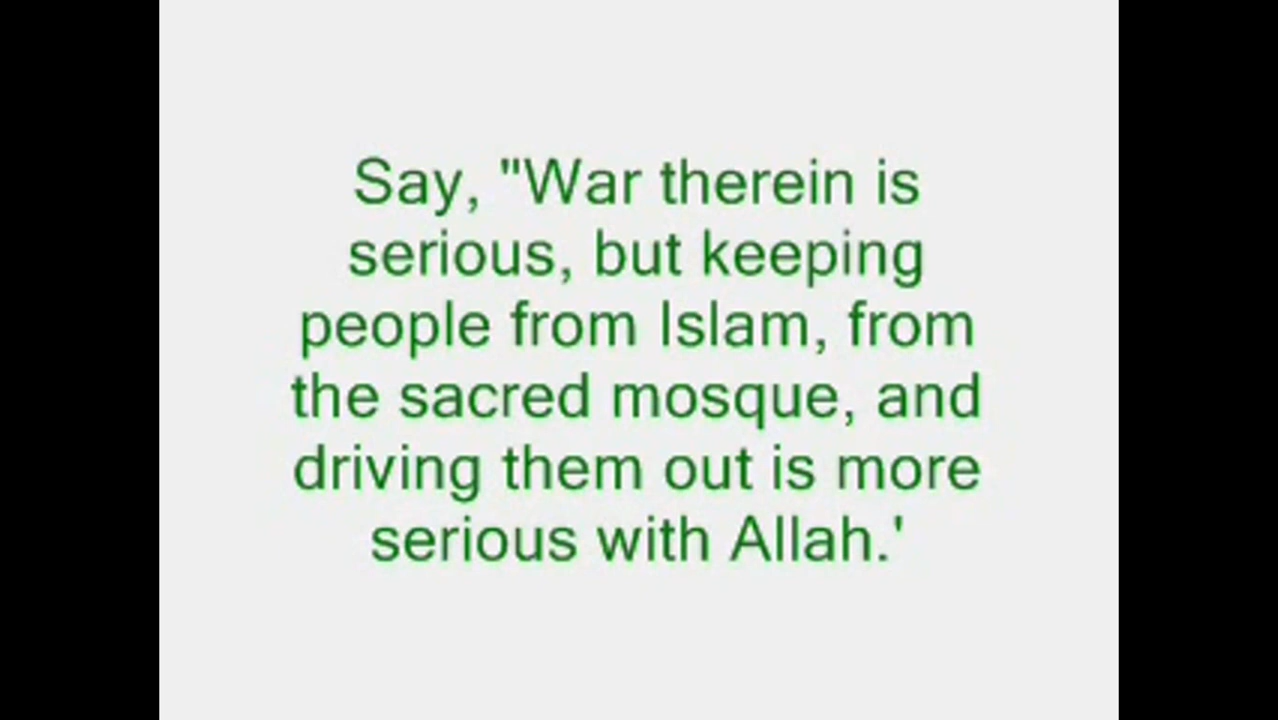 Say, "War therein is
serious, but keeping
people from Islam, from
the sacred mosque, and
driving them out is more
serious with Allah.'